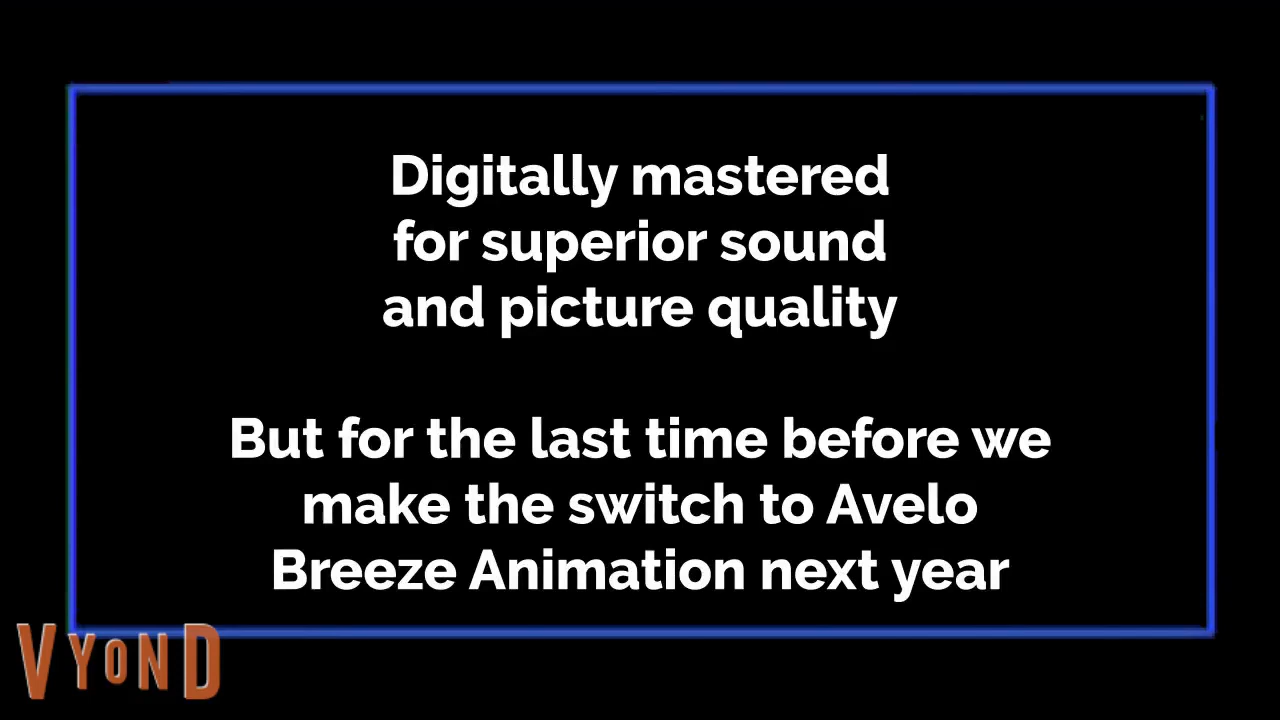 Digitally mastered
for superior sound
and picture quality
But for the last time before we
make the switch to Avelo
Breeze Animation next year
VYOND